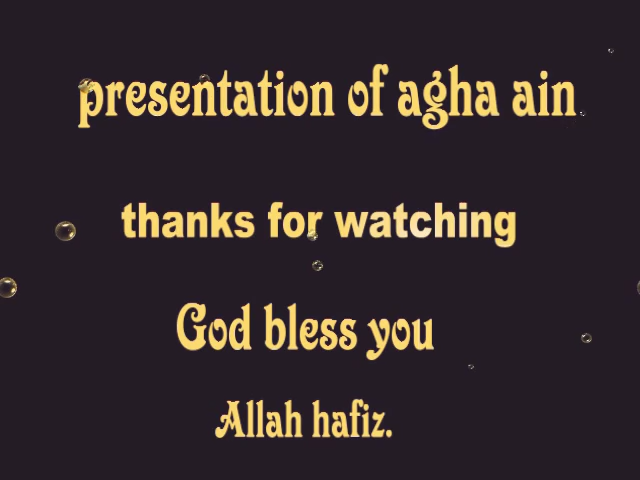 presentation of agha ain
thanks for watching
God bless you
Allah hafiz.